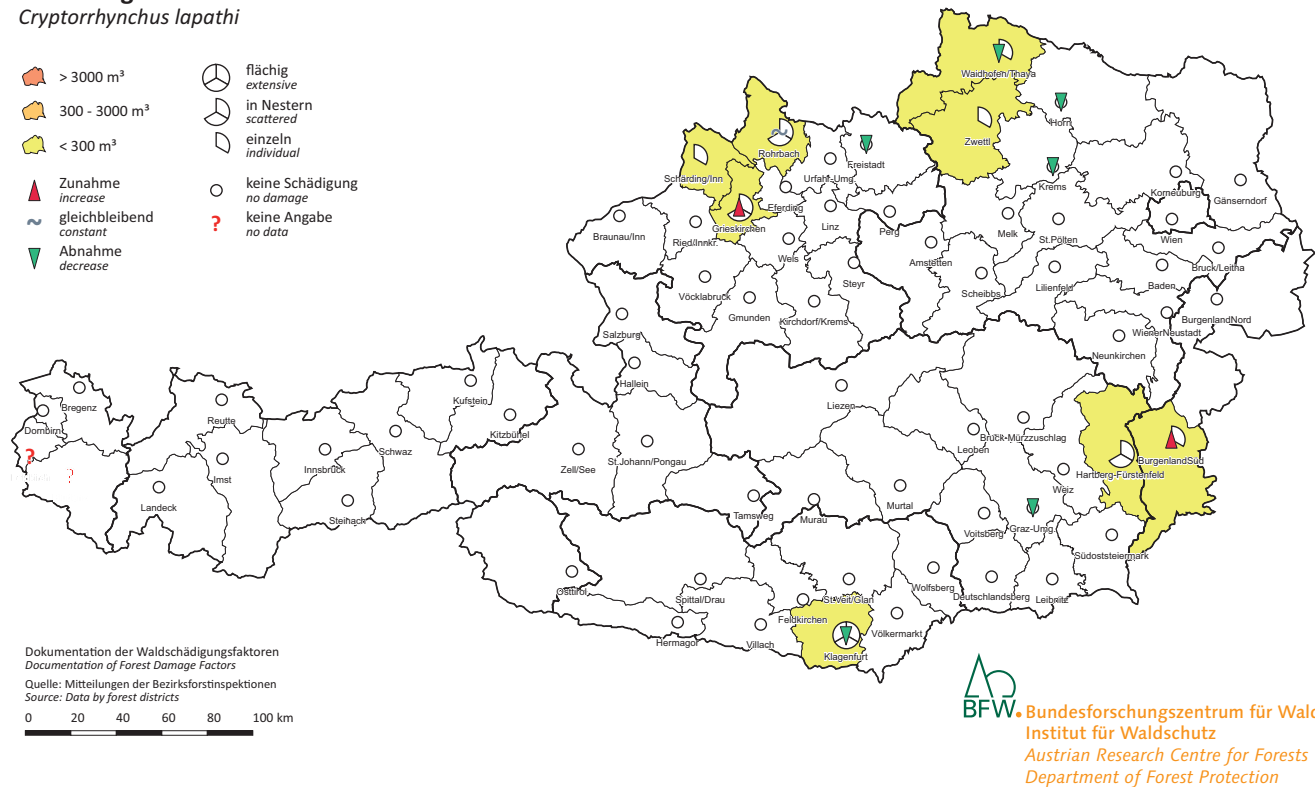 Cryptorrhynchus lapathi
> 3000 m³
300 - 3000 m³
< 300 m³
flächig
extensive
in Nestern
scattered
einzeln
individual
Zunahme
increase
gleichbleibend
constant
Abnahme
decrease
keine Schädigung
no damage
? keine Angabe
no data
Waidhofen/Thaya
Horn
Zwettl
Rohrbach
Freistadt
Schärding/Inn
Urfahr-Umg.
Krems
Korneuburg
Gänserndorf
Eferding
Grieskirchen
Braunau/Inn
Ried/Innkr.
Linz
Perg
Melk
St.Pölten
Wien
Wels
Amstetten
Bruck/Leitha
Steyr
Scheibbs
Lilienfeld
Baden
Vöcklabruck
Gmunden
Kirchdorf/Krems
BurgenlandNord
WienerNeustadt
Salzburg
Neunkirchen
Hallein
Bregenz
Reutte
Kufstein
Kitzbühel
Liezen
Dornbirn
Bruck-Mürzzuschlag
Leoben
Schwaz
Innsbruck
Zell/See
St.Johann/Pongau
BurgenlandSüd
Hartberg-Fürstenfeld
?
?
Imst
Landeck
Weiz
Steinach
Tamsweg
Murau
Murtal
Voitsberg
Graz-Umg.
Südoststeiermark
Osttirol
Spittal/Drau
St.Veit/Glan
Wolfsberg
Deutschlandsberg
Leibnitz
Feldkirchen
Hermagor
Villach
Klagenfurt
Völkermarkt
Dokumentation der Waldschädigungsfaktoren
Documentation of Forest Damage Factors
Quelle: Mitteilungen der Bezirksforstinspektionen
Source: Data by forest districts
0 20 40 60 80 100 km
BFW
Bundesforschungszentrum für Wald
Institut für Waldschutz
Austrian Research Centre for Forests
Department of Forest Protection